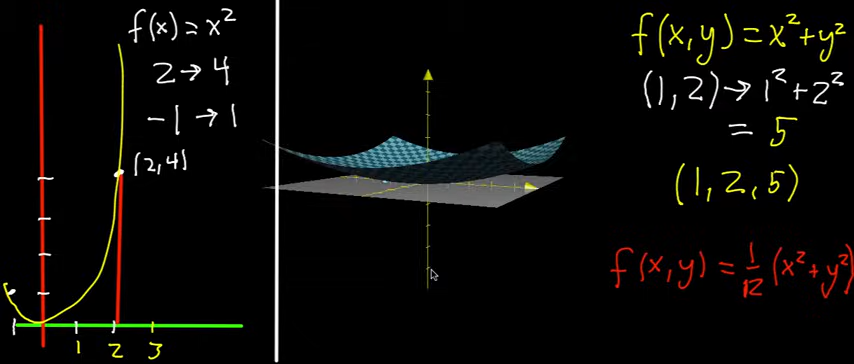 f(x)=x²
2→4
-1→1
(2,4)
1 1 2 3
f(x,y)=x²+y²
(1,2)→1²+2²
=5
(1,2,5)
f(x,y)=1/12(x²+y²)